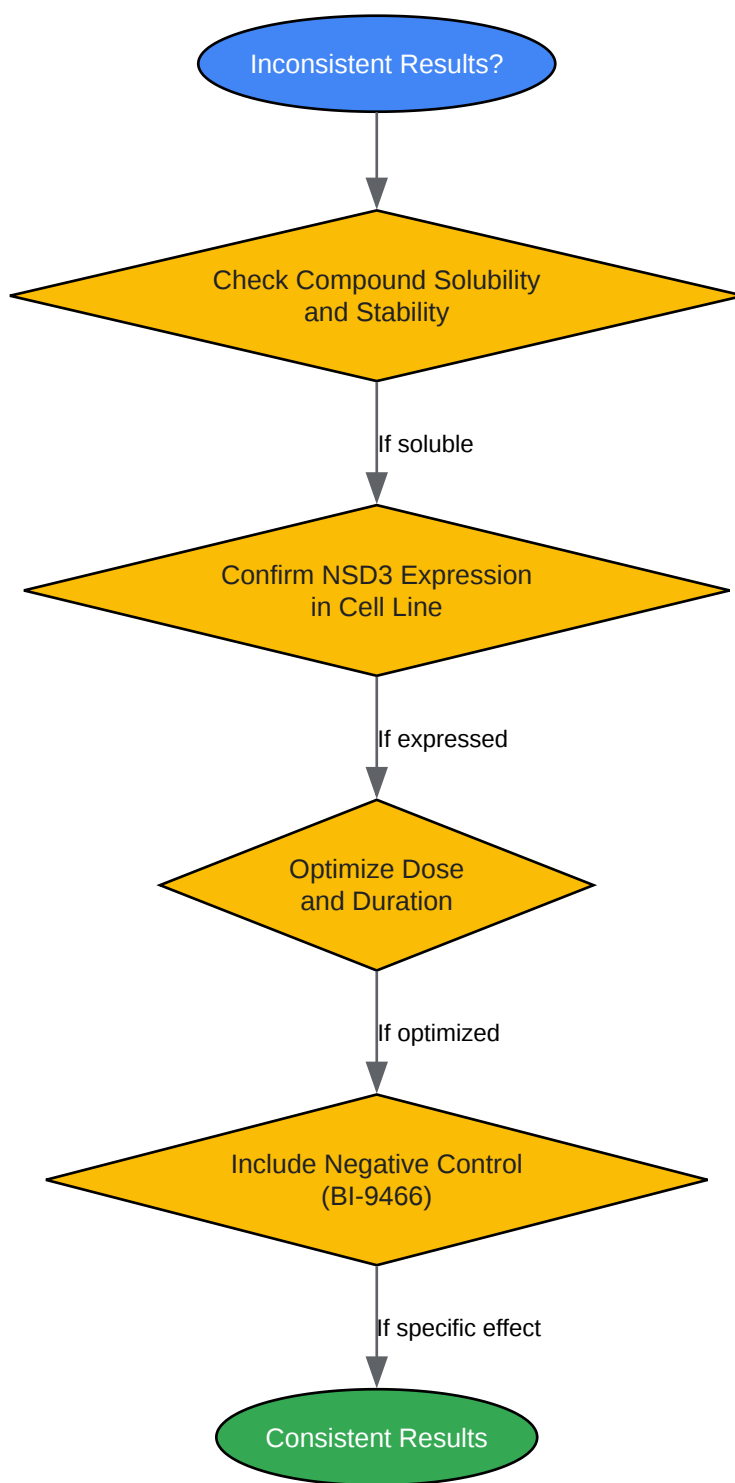 Inconsistent Results?
Check Compound Solubility
and Stability
If soluble
Confirm NSD3 Expression
in Cell Line
If expressed
Optimize Dose
and Duration
If optimized
Include Negative Control
(BI-9466)
If specific effect
Consistent Results